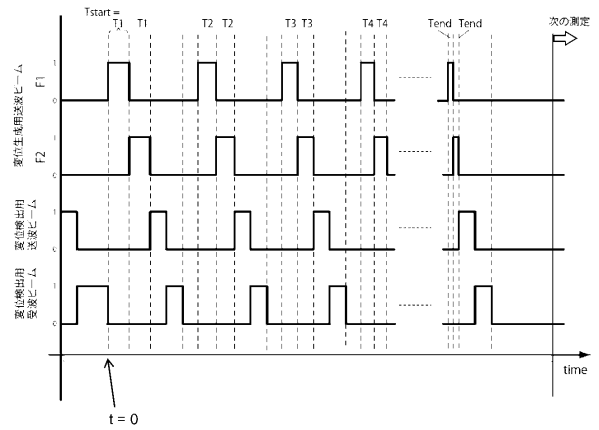 Tstart =
T1 T1 T2 T2 T3 T3 T4 T4 Tend Tend
次の測定
変位生成用送波ビーム
F1
1
0
F2
1
0
変位検出用
送波ビーム
1
0
変位検出用
受波ビーム
1
0
time
t = 0